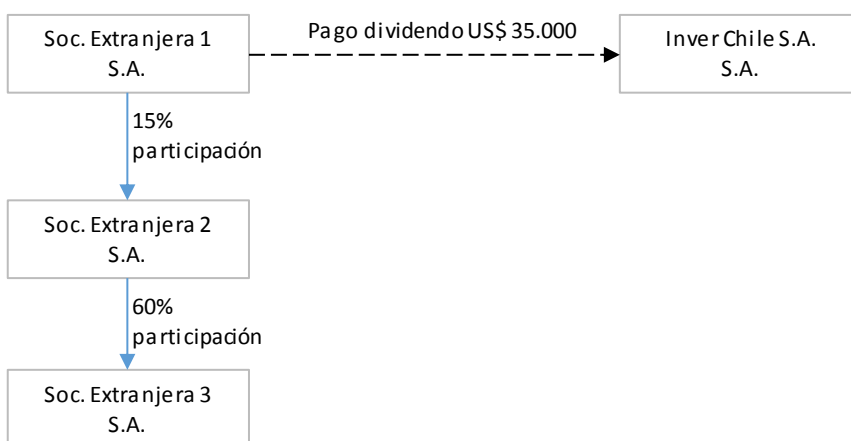 Soc. Extranjera 1
S.A.
Pago dividendo US$ 35.000
Inver Chile S.A.
S.A.
15%
participación
Soc. Extranjera 2
S.A.
60%
participación
Soc. Extranjera 3
S.A.